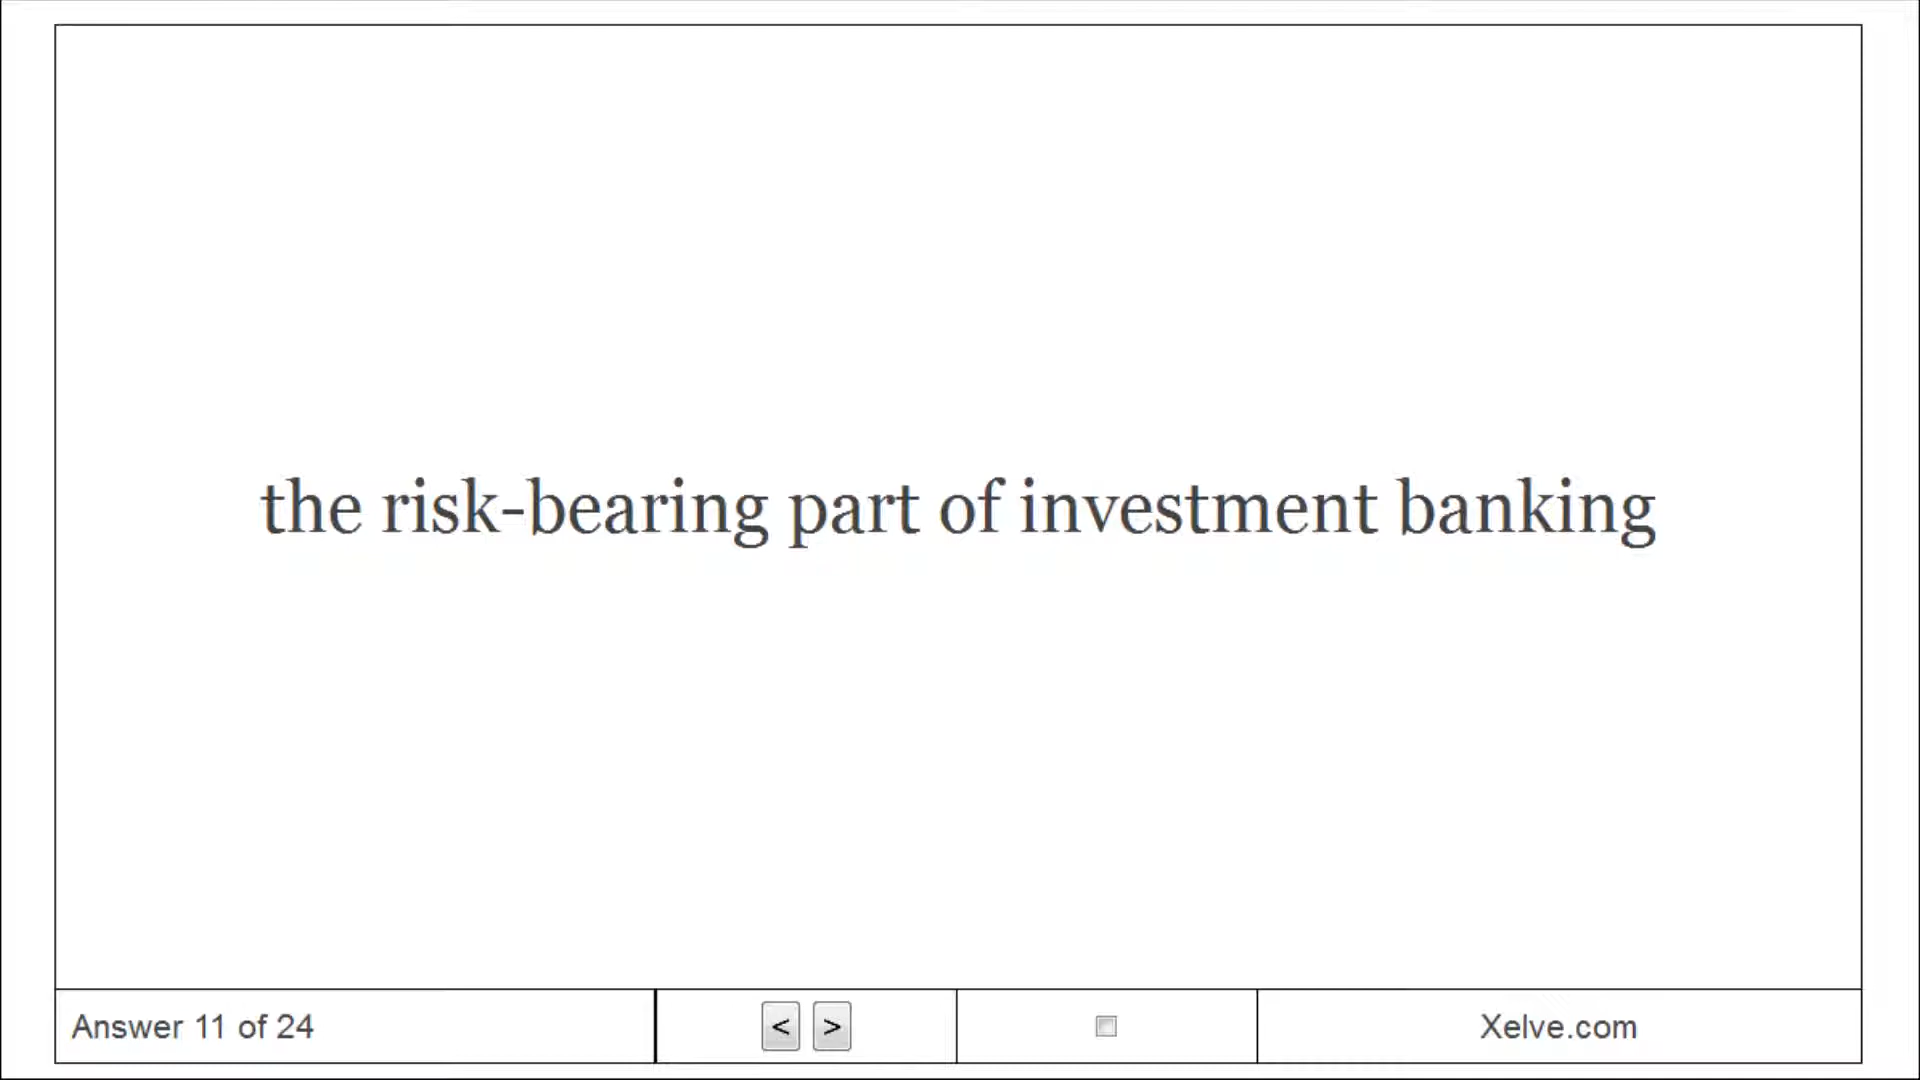 the risk-bearing part of investment banking
Answer 11 of 24
< >
Xelve.com